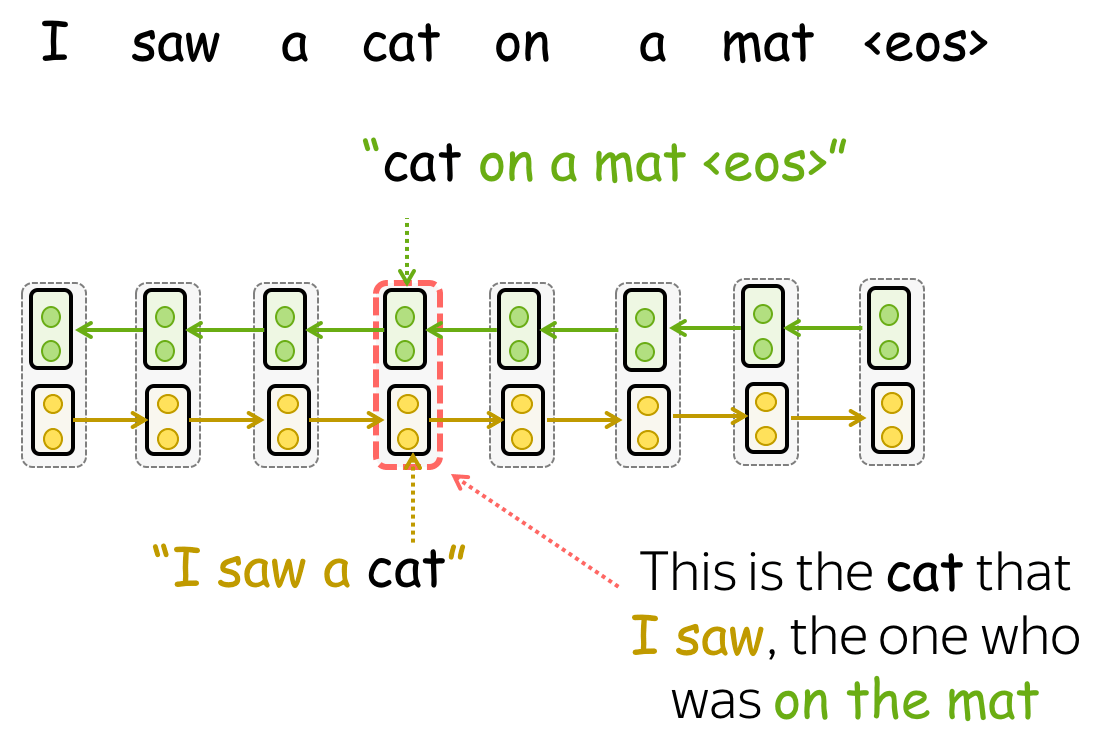 I saw a cat on a mat <eos>
“cat on a mat <eos>”
“I saw a cat”
This is the cat that
I saw, the one who
was on the mat